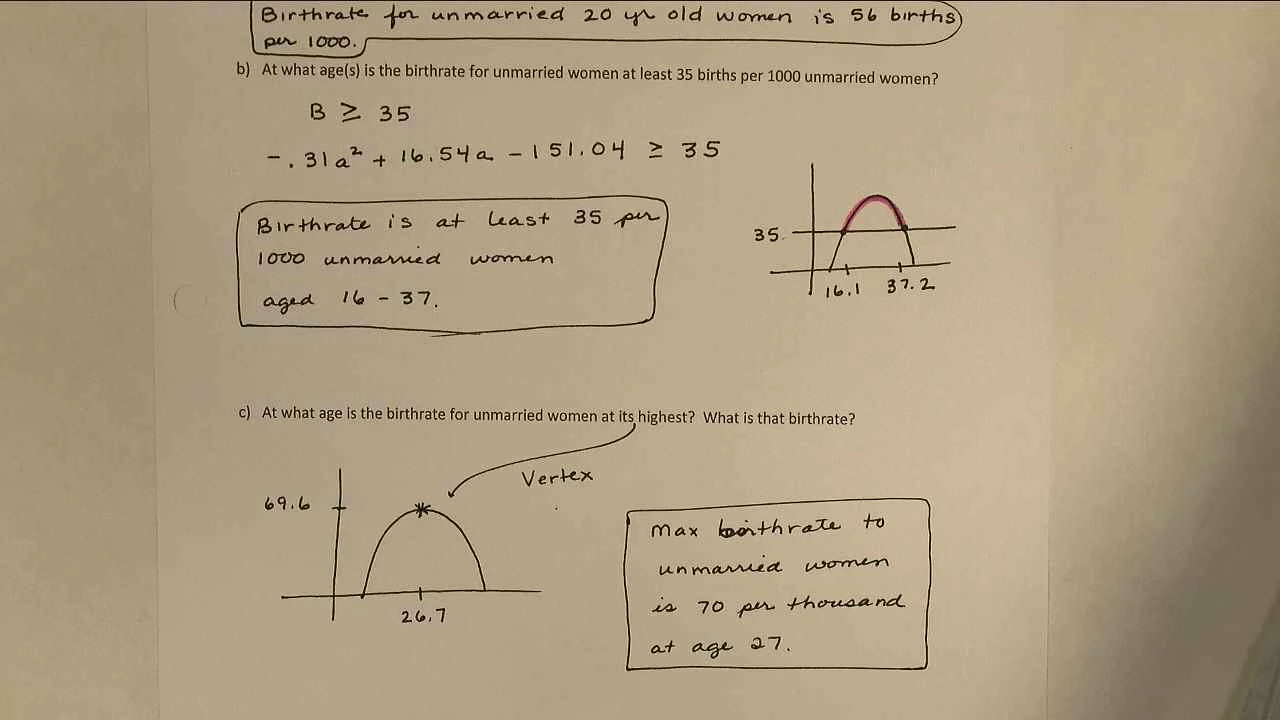 Birthrate for unmarried 20 yr old women is 56 births
per 1000.
b) At what age(s) is the birthrate for unmarried women at least 35 births per 1000 unmarried women?
B ≥ 35
-.31a² + 16.54a - 151.04 ≥ 35
Birthrate is at least 35 per
1000 unmarried women
aged 16 - 37.
35
16.1 37.2
c) At what age is the birthrate for unmarried women at its highest? What is that birthrate?
Vertex
69.6
26.7
Max birthrate to
unmarried women
is 70 per thousand
at age 27.